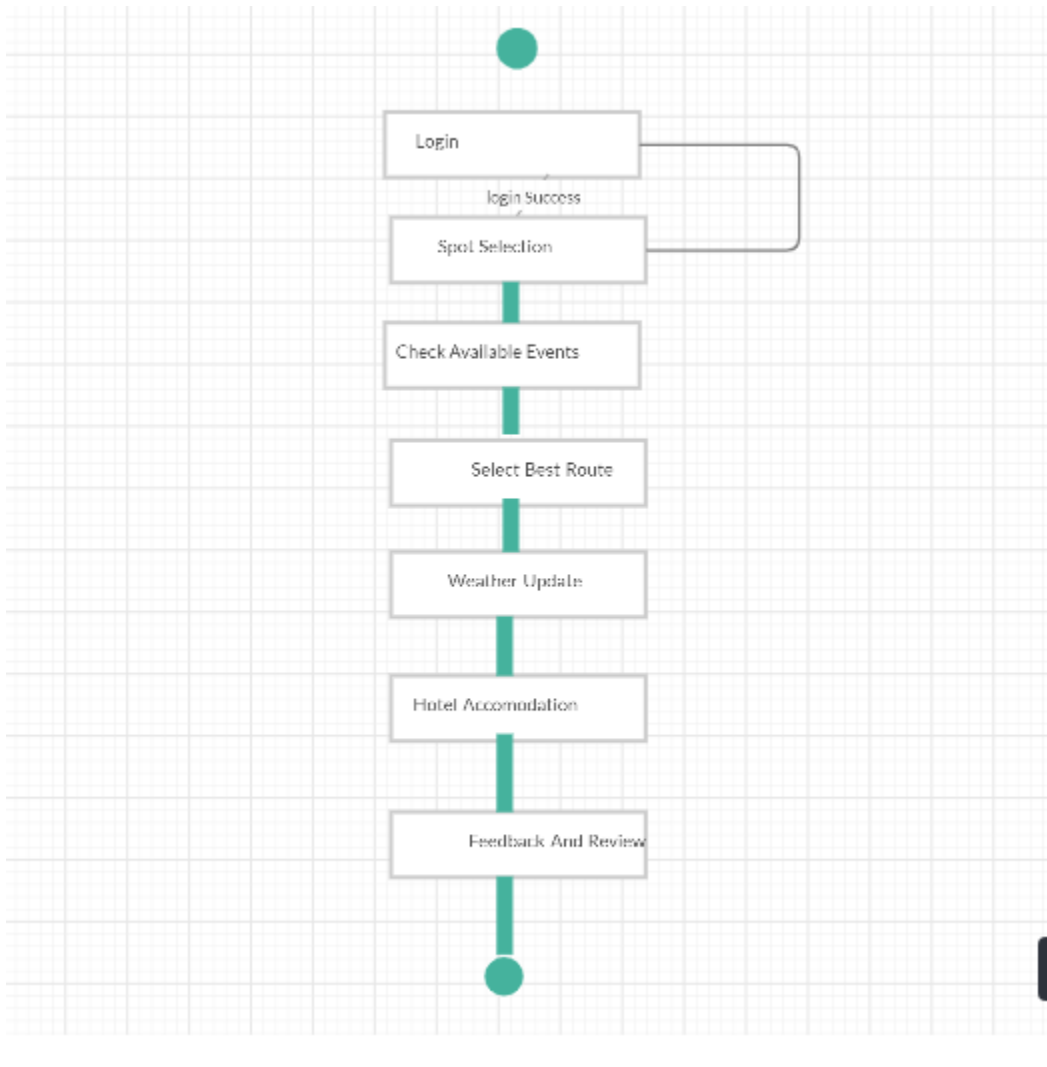 Login
login Success
Spot Selection
Check Available Events
Select Best Route
Weather Update
Hotel Accomodation
Feedback And Review